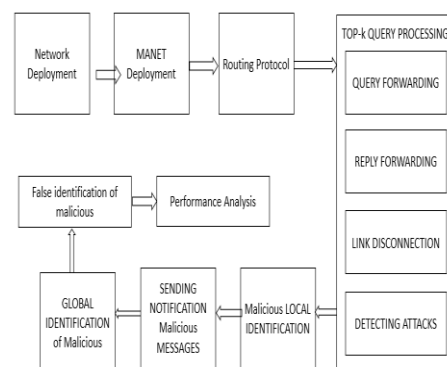 Network
Deployment
MANET
Deployment
Routing Protocol
TOP-k QUERY PROCESSING
QUERY FORWARDING
REPLY FORWARDING
LINK DISCONNECTION
DETECTING ATTACKS
Malicious LOCAL
IDENTIFICATION
SENDING
NOTIFICATION
Malicious
MESSAGES
GLOBAL
IDENTIFICATION
of Malicious
False identification of
malicious
Performance Analysis